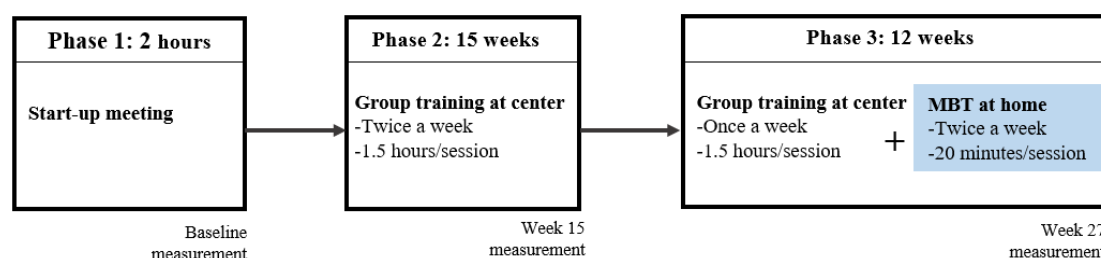 Phase 1: 2 hours
Start-up meeting
Baseline
measurement
Phase 2: 15 weeks
Group training at center
-Twice a week
-1.5 hours/session
Week 15
measurement
Phase 3: 12 weeks
Group training at center
-Once a week
-1.5 hours/session
+
MBT at home
-Twice a week
-20 minutes/session
Week 27
measurement